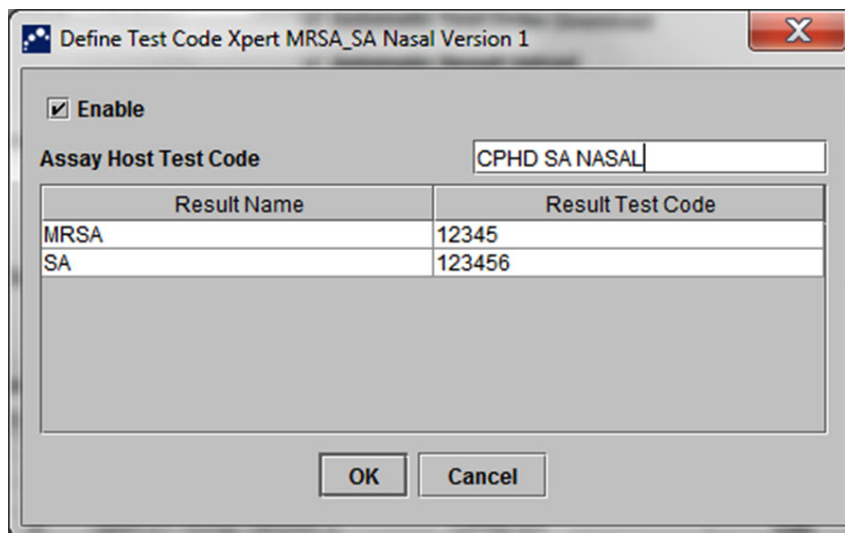 Define Test Code Xpert MRSA_SA Nasal Version 1
Enable
Assay Host Test Code CPHD SA NASAL
Result Name Result Test Code
MRSA 12345
SA 123456
OK Cancel